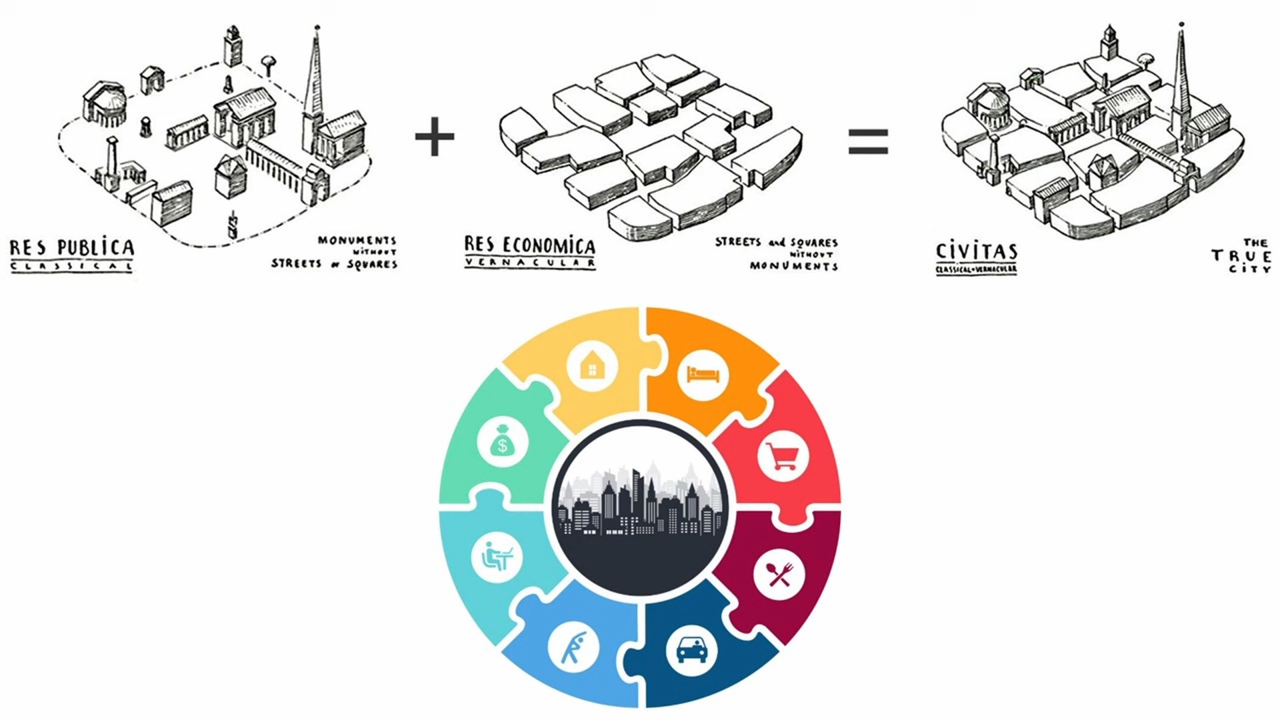 RES PUBLICA
CLASSICAL
MONUMENTS
WITHOUT
STREETS or SQUARES
+
RES ECONOMICA
VERNACULAR
STREETS and SQUARES
WITHOUT
MONUMENTS
=
CIVITAS
CLASSICAL+VERNACULAR
THE
TRUE
CITY
$